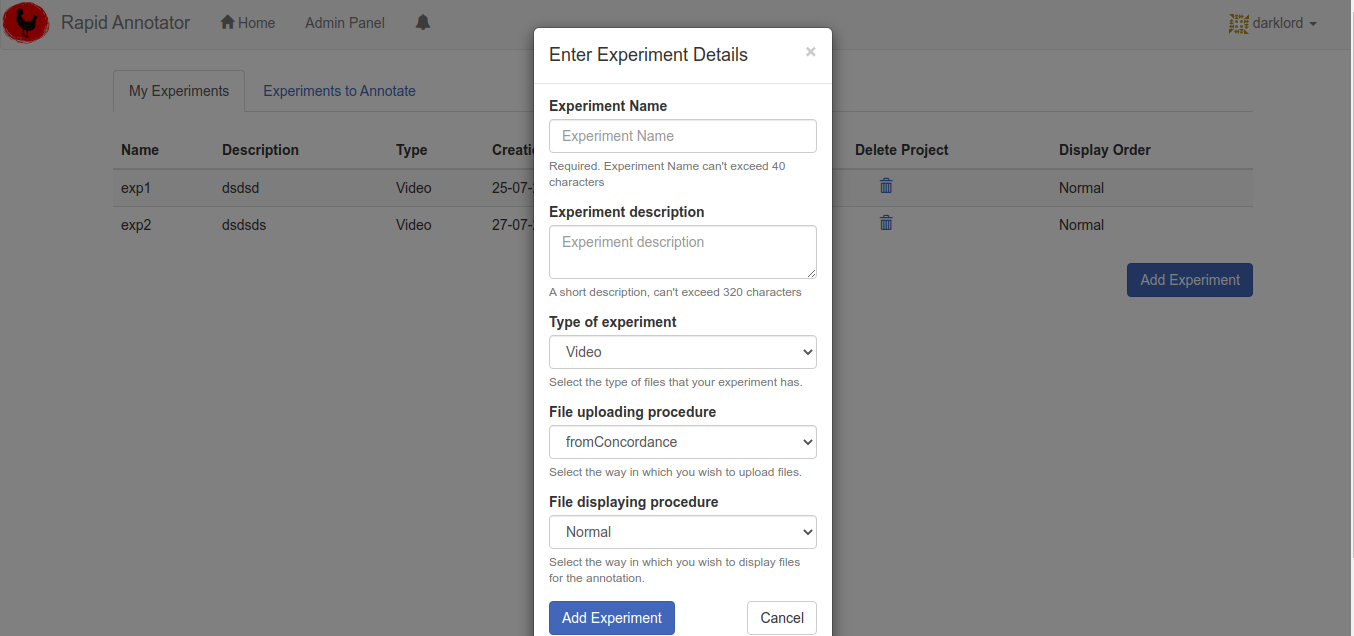 Rapid Annotator Home Admin Panel darklord
My Experiments Experiments to Annotate
Name Description Type Delete Project Display Order
exp1 dsdsd Video 25-07- Normal
exp2 dsdsds Video 27-07- Normal
Add Experiment
Enter Experiment Details ×
Experiment Name
Experiment Name
Required. Experiment Name can't exceed 40
characters
Experiment description
Experiment description
A short description, can't exceed 320 characters
Type of experiment
Video
Select the type of files that your experiment has.
File uploading procedure
fromConcordance
Select the way in which you wish to upload files.
File displaying procedure
Normal
Select the way in which you wish to display files
for the annotation.
Add Experiment Cancel